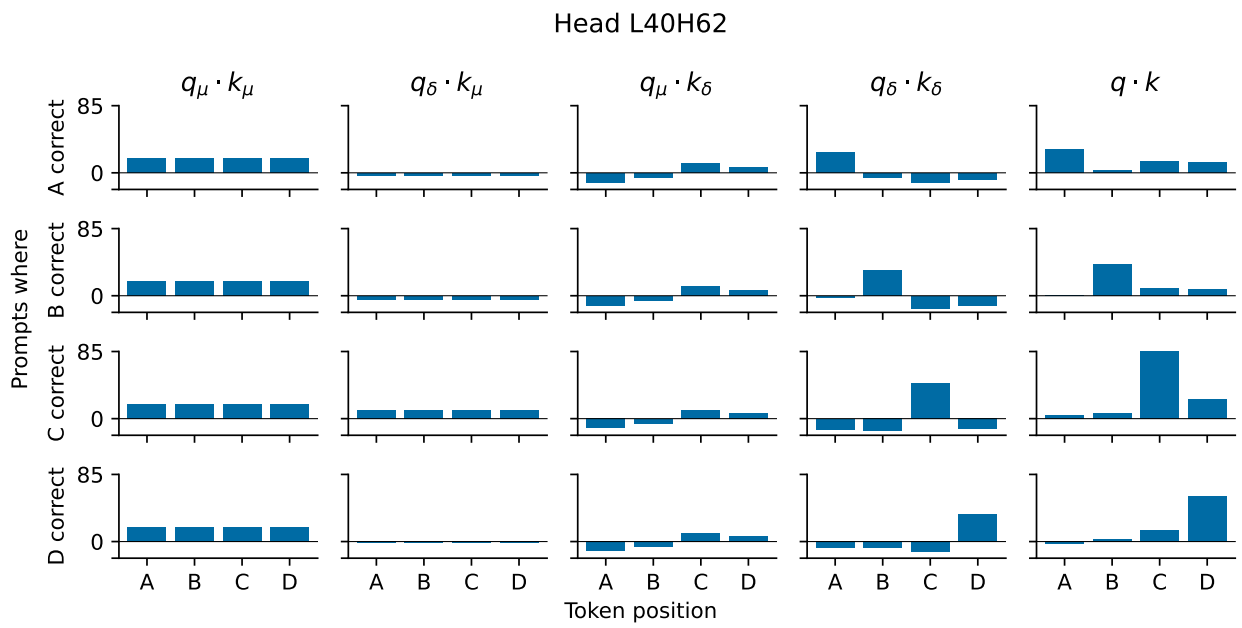 Head L40H62
q_μ · k_μ
q_δ · k_μ
q_μ · k_δ
q_δ · k_δ
q · k
Prompts where
A correct
85
0
B correct
85
0
C correct
85
0
D correct
85
0
A B C D
A B C D
A B C D
A B C D
A B C D
Token position